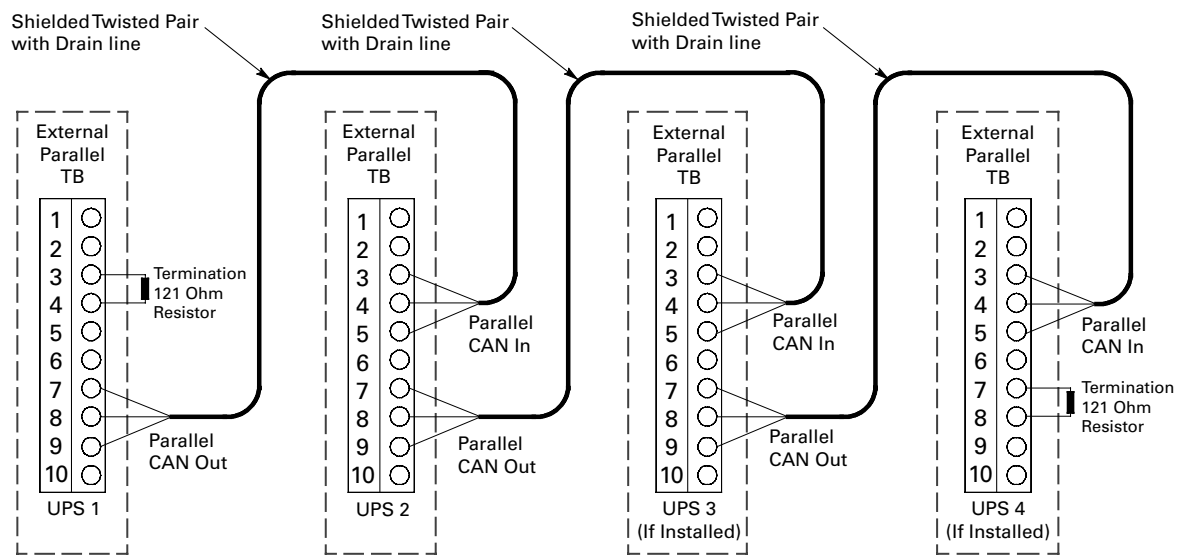 Shielded Twisted Pair
with Drain line
Shielded Twisted Pair
with Drain line
Shielded Twisted Pair
with Drain line
External
Parallel
TB
1
2
3
4
5
6
7
8
9
10
Termination
121 Ohm
Resistor
Parallel
CAN Out
UPS 1
External
Parallel
TB
1
2
3
4
5
6
7
8
9
10
Parallel
CAN In
Parallel
CAN Out
UPS 2
External
Parallel
TB
1
2
3
4
5
6
7
8
9
10
Parallel
CAN In
Parallel
CAN Out
UPS 3
(If Installed)
External
Parallel
TB
1
2
3
4
5
6
7
8
9
10
Parallel
CAN In
Termination
121 Ohm
Resistor
UPS 4
(If Installed)